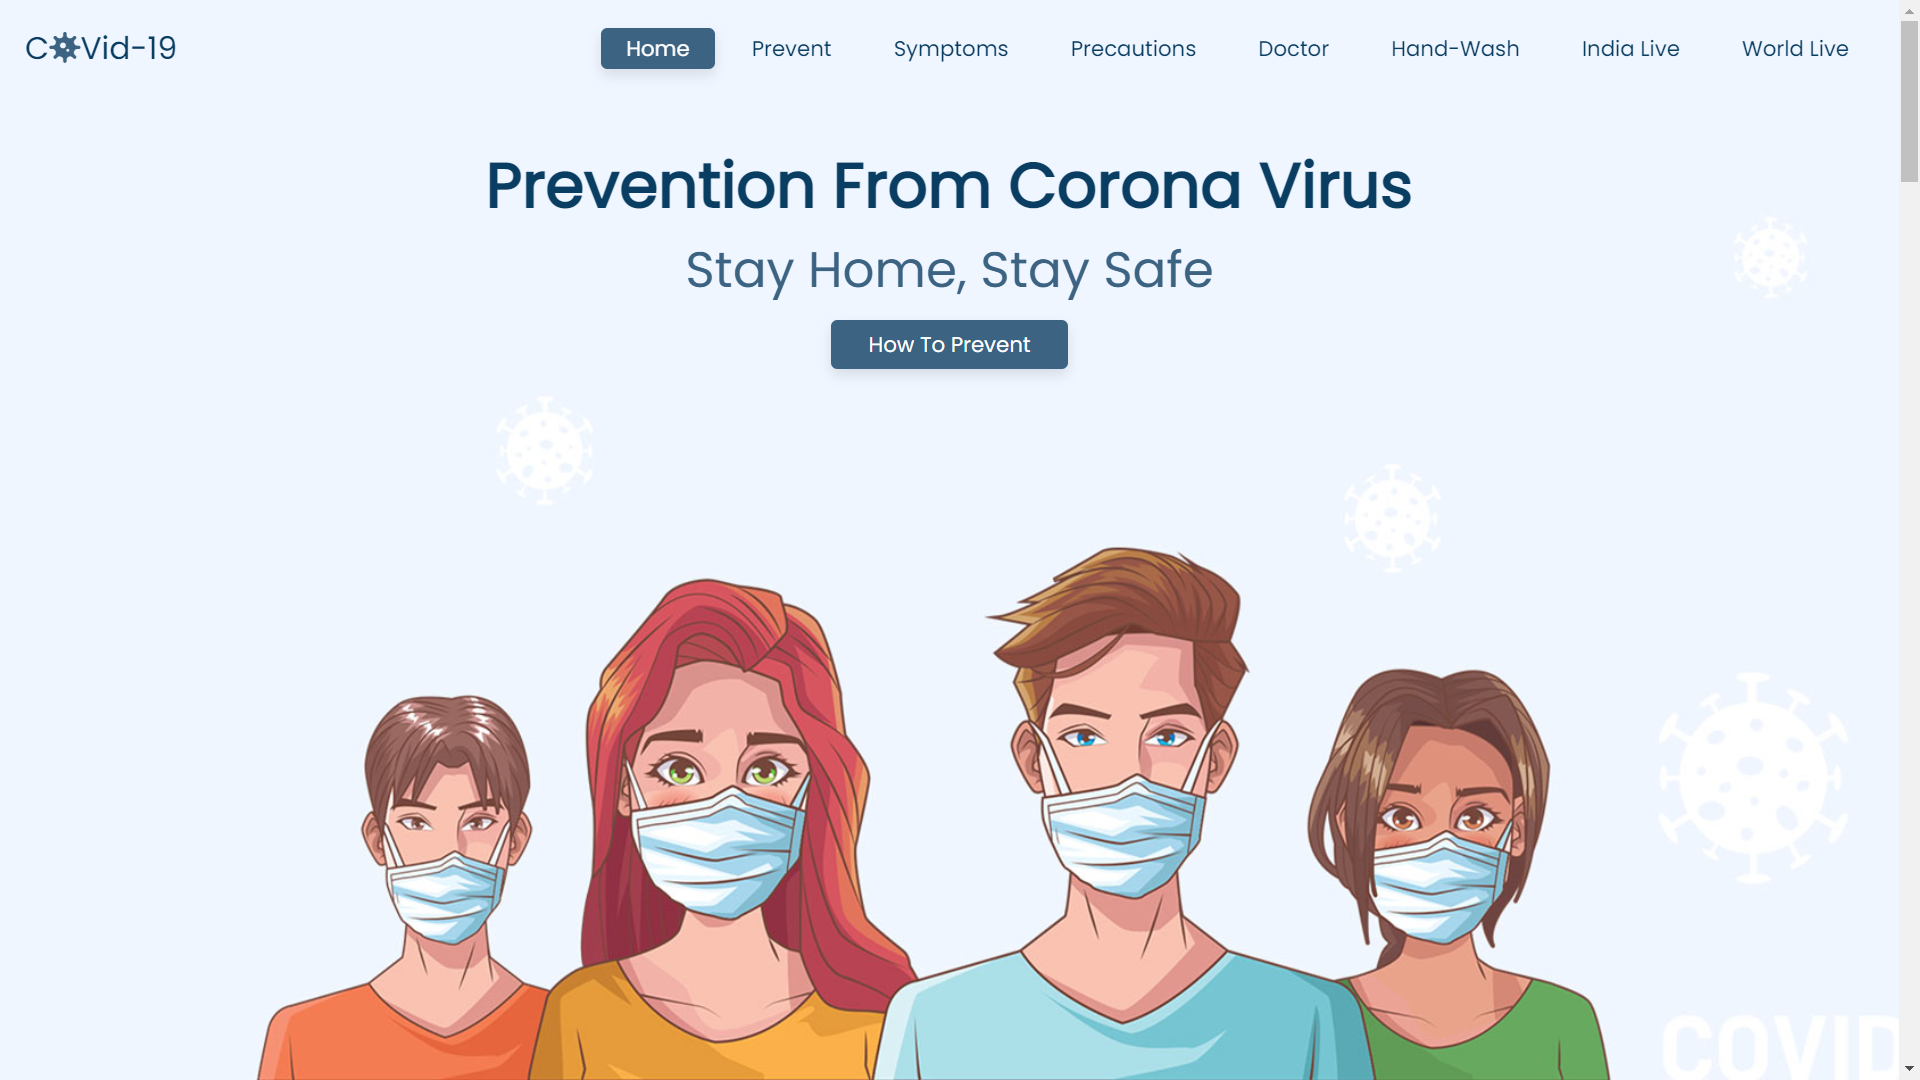 COVid-19
Home
Prevent
Symptoms
Precautions
Doctor
Hand-Wash
India Live
World Live
Prevention From Corona Virus
Stay Home, Stay Safe
How To Prevent
COVID